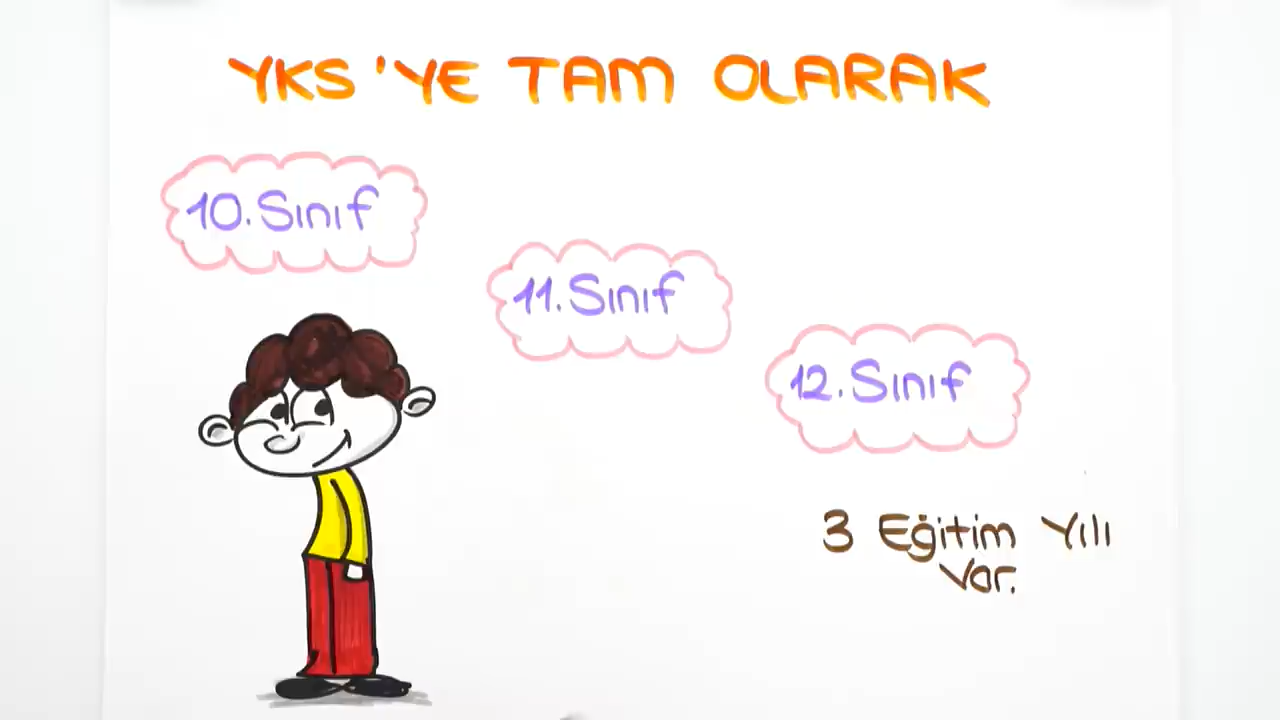 YKS'YE TAM OLARAK
10.Sınıf
11.Sınıf
12.Sınıf
3 Eğitim Yılı
Var.